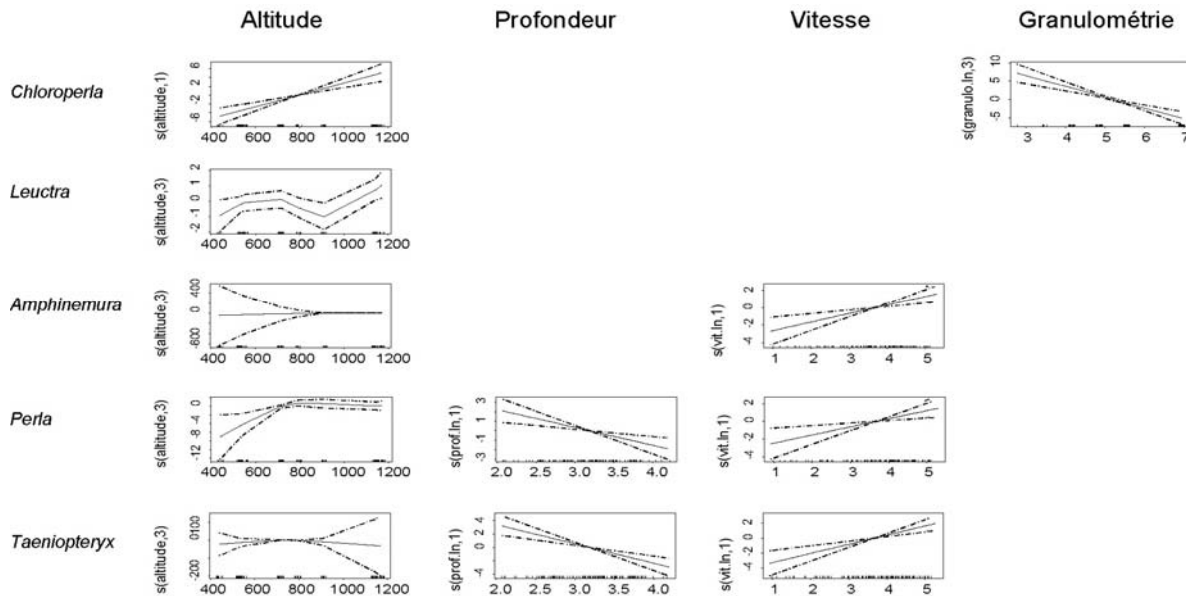 Altitude Profondeur Vitesse Granulométrie
Chloroperla
s(altitude,1)
6
2
-2
-6
400 600 800 1000 1200
s(granulo.ln,3)
10
5
0
-5
3 4 5 6 7
Leuctra
s(altitude,3)
2
1
0
-1
-2
400 600 800 1000 1200
Amphinemura
s(altitude,3)
400
0
-600
400 600 800 1000 1200
s(vit.ln,1)
2
0
-2
-4
1 2 3 4 5
Perla
s(altitude,3)
0
-4
-8
-12
400 600 800 1000 1200
s(prof.ln,1)
3
1
-1
-3
2.0 2.5 3.0 3.5 4.0
s(vit.ln,1)
2
0
-2
-4
1 2 3 4 5
Taeniopteryx
s(altitude,3)
0100
-200
400 600 800 1000 1200
s(prof.ln,1)
4
2
0
-4
2.0 2.5 3.0 3.5 4.0
s(vit.ln,1)
2
0
-2
-4
1 2 3 4 5